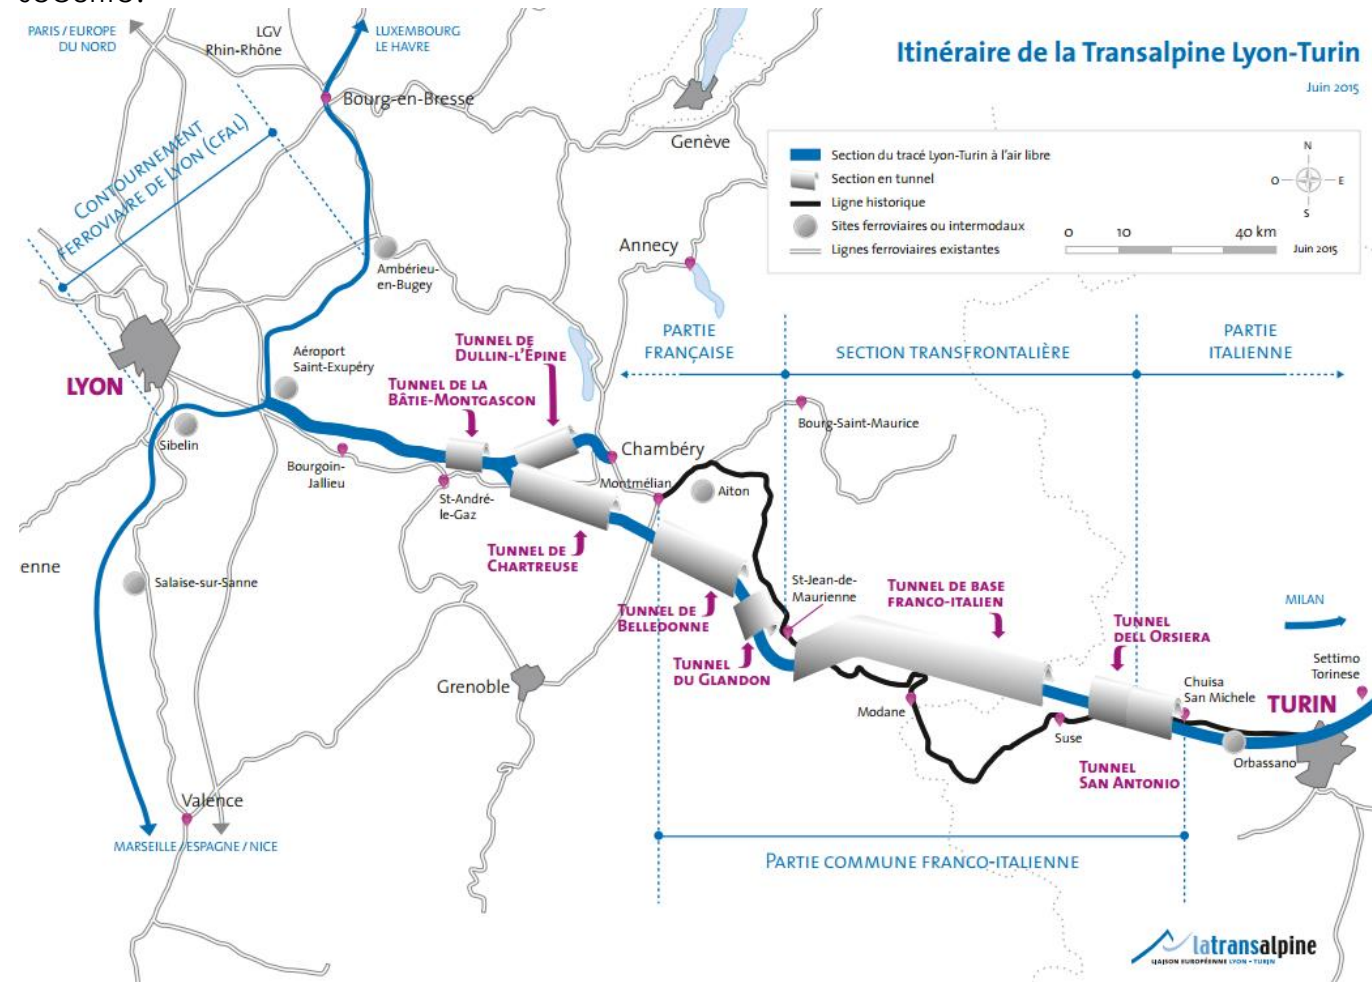 PARIS / EUROPE
DU NORD
LGV
Rhin-Rhône
LUXEMBOURG
LE HAVRE
Bourg-en-Bresse
Itinéraire de la Transalpine Lyon-Turin
Juin 2015
Genève
Section du tracé Lyon-Turin à l'air libre
Section en tunnel
Ligne historique
Sites ferroviaires ou intermodaux
Lignes ferroviaires existantes
N
O
E
S
0 10 40 km
Juin 2015
CONTOURNEMENT
FERROVIAIRE DE LYON (CFAL)
Ambérieu-
en-Bugey
Annecy
LYON
Aéroport
Saint-Exupéry
TUNNEL DE
DULLIN-L'ÉPINE
TUNNEL DE LA
BÂTIE-MONTGASCON
PARTIE
FRANÇAISE
SECTION TRANSFRONTALIÈRE
PARTIE
ITALIENNE
Sibelin
Bourgoin-
Jallieu
St-André-
le-Gaz
Chambéry
Montmélian
Aiton
Bourg-Saint-Maurice
enne
Salaise-sur-Sanne
TUNNEL DE
CHARTREUSE
TUNNEL DE
BELLEDONNE
St-Jean-de-
Maurienne
TUNNEL DE BASE
FRANCO-ITALIEN
TUNNEL
DELL ORSIERA
MILAN
Settimo
Torinese
Grenoble
TUNNEL
DU GLANDON
Modane
Suse
Chuisa
San Michele
TURIN
Orbassano
TUNNEL
SAN ANTONIO
Valence
MARSEILLE / ESPAGNE / NICE
PARTIE COMMUNE FRANCO-ITALIENNE
latransalpine
LIAISON EUROPÉENNE LYON - TURIN